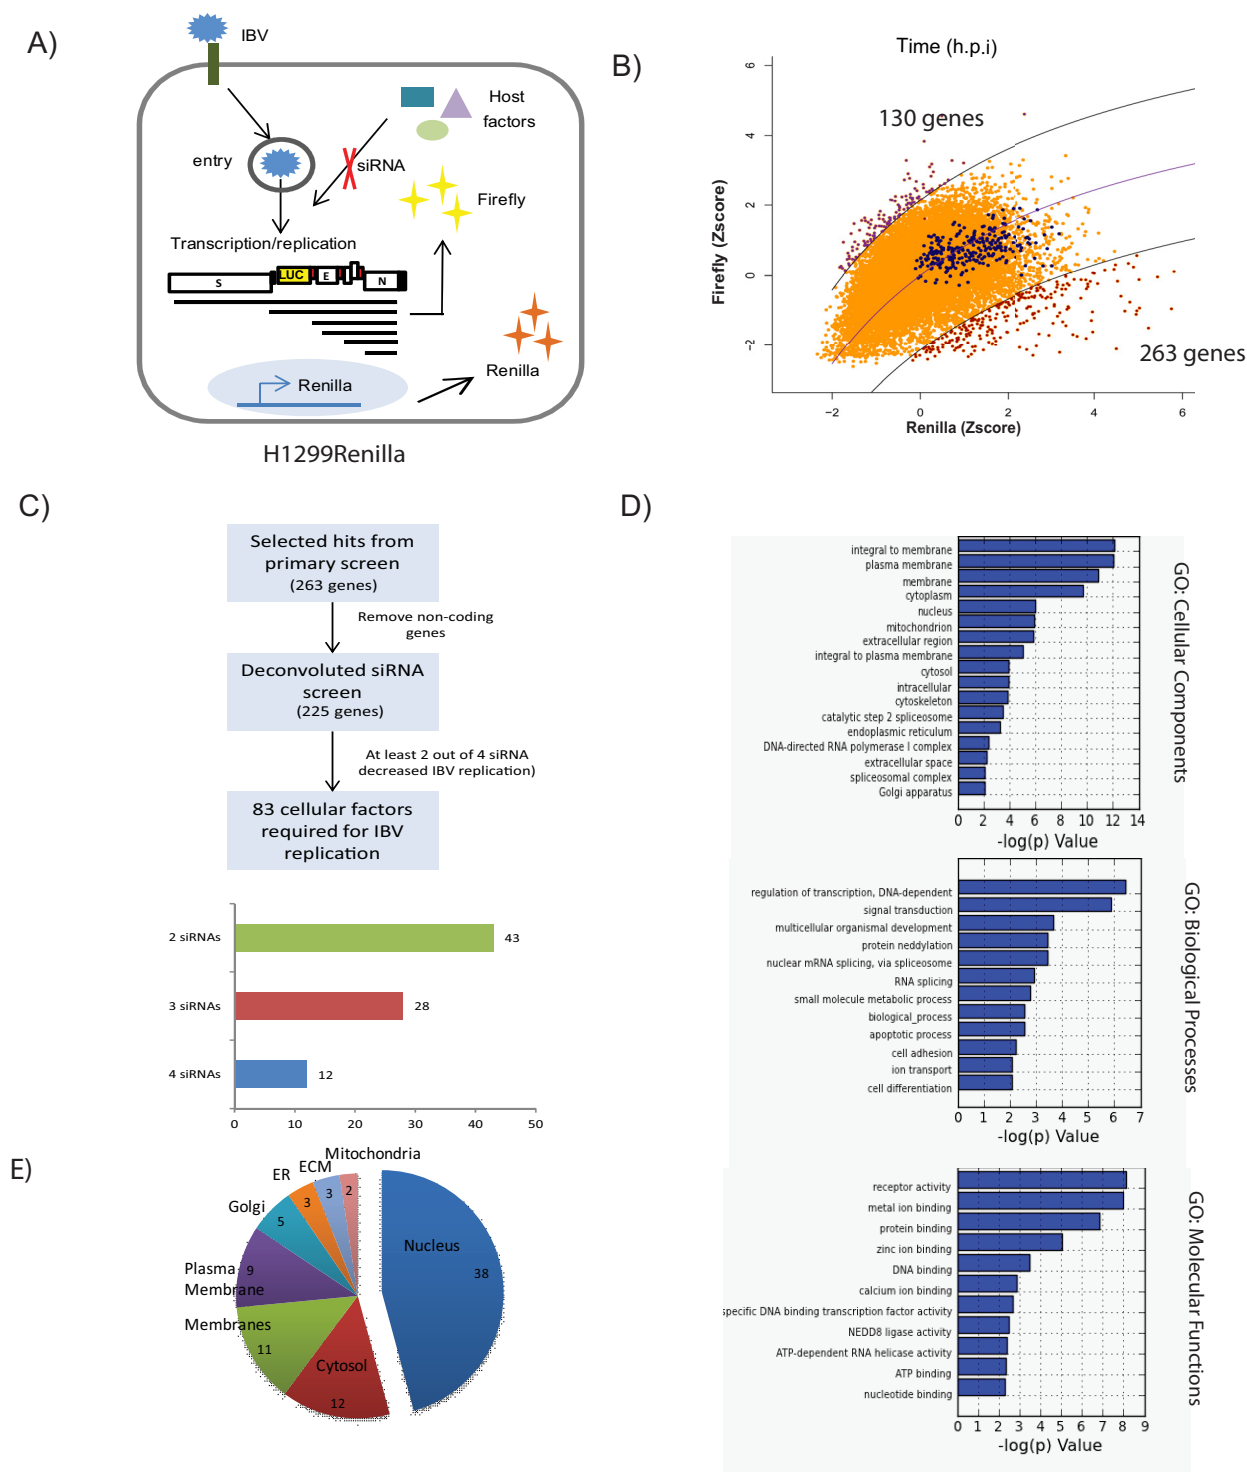 A)
IBV
Host
factors
entry
siRNA
Firefly
Transcription/replication
S
LUC
E
N
Renilla
Renilla
H1299Renilla
B)
Time (h.p.i)
130 genes
263 genes
Firefly (Zscore)
6
4
2
0
−2
−2
0
2
4
6
Renilla (Zscore)
C)
Selected hits from
primary screen
(263 genes)
Remove non-coding
genes
Deconvoluted siRNA
screen
(225 genes)
At least 2 out of 4 siRNA
decreased IBV replication)
83 cellular factors
required for IBV
replication
2 siRNAs
43
3 siRNAs
28
4 siRNAs
12
0
10
20
30
40
50
D)
integral to membrane
plasma membrane
membrane
cytoplasm
nucleus
mitochondrion
extracellular region
integral to plasma membrane
cytosol
intracellular
cytoskeleton
catalytic step 2 spliceosome
endoplasmic reticulum
DNA-directed RNA polymerase I complex
extracellular space
spliceosomal complex
Golgi apparatus
0 2 4 6 8 10 12 14
-log(p) Value
GO: Cellular Components
regulation of transcription, DNA-dependent
signal transduction
multicellular organismal development
protein neddylation
nuclear mRNA splicing, via spliceosome
RNA splicing
small molecule metabolic process
biological_process
apoptotic process
cell adhesion
ion transport
cell differentiation
0 1 2 3 4 5 6 7
-log(p) Value
GO: Biological Processes
receptor activity
metal ion binding
protein binding
zinc ion binding
DNA binding
calcium ion binding
specific DNA binding transcription factor activity
NEDD8 ligase activity
ATP-dependent RNA helicase activity
ATP binding
nucleotide binding
0 1 2 3 4 5 6 7 8 9
-log(p) Value
GO: Molecular Functions
E)
Mitochondria
2
ECM
3
ER
3
Golgi
5
Plasma
Membrane
9
Membranes
11
Cytosol
12
Nucleus
38